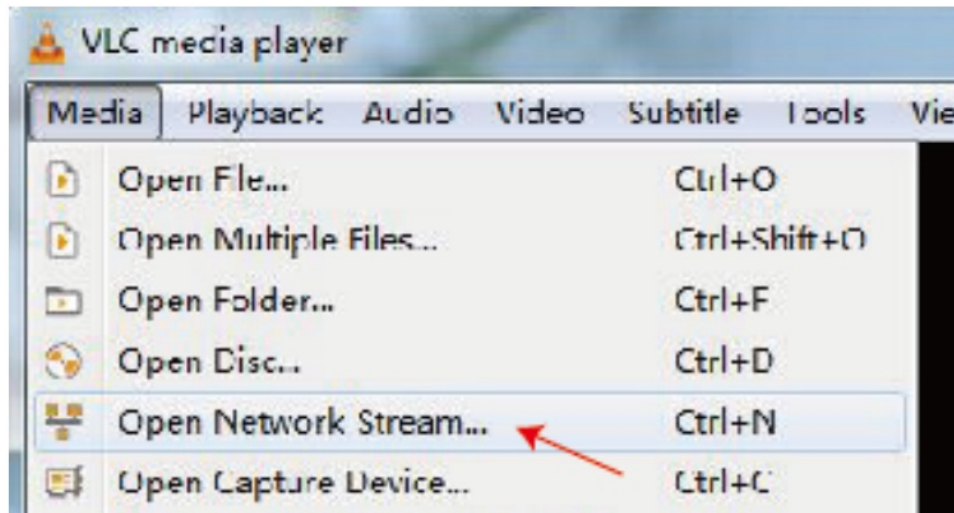 VLC media player
Media Playback Audio Video Subtitle Tools Vie
Open File... Ctrl+O
Open Multiple Files... Ctrl+Shift+O
Open Folder... Ctrl+F
Open Disc... Ctrl+D
Open Network Stream... Ctrl+N
Open Capture Device... Ctrl+C